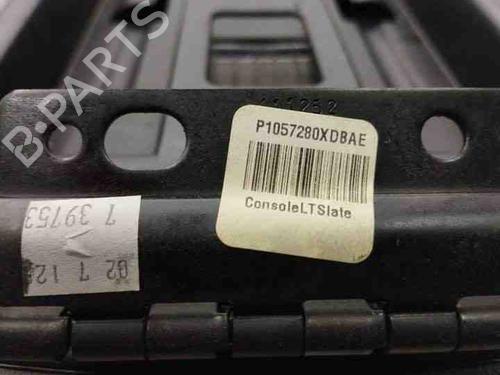 B-PARTS
P1057280XDBAE
ConsoleLTSlate
7 39753
02 7 12